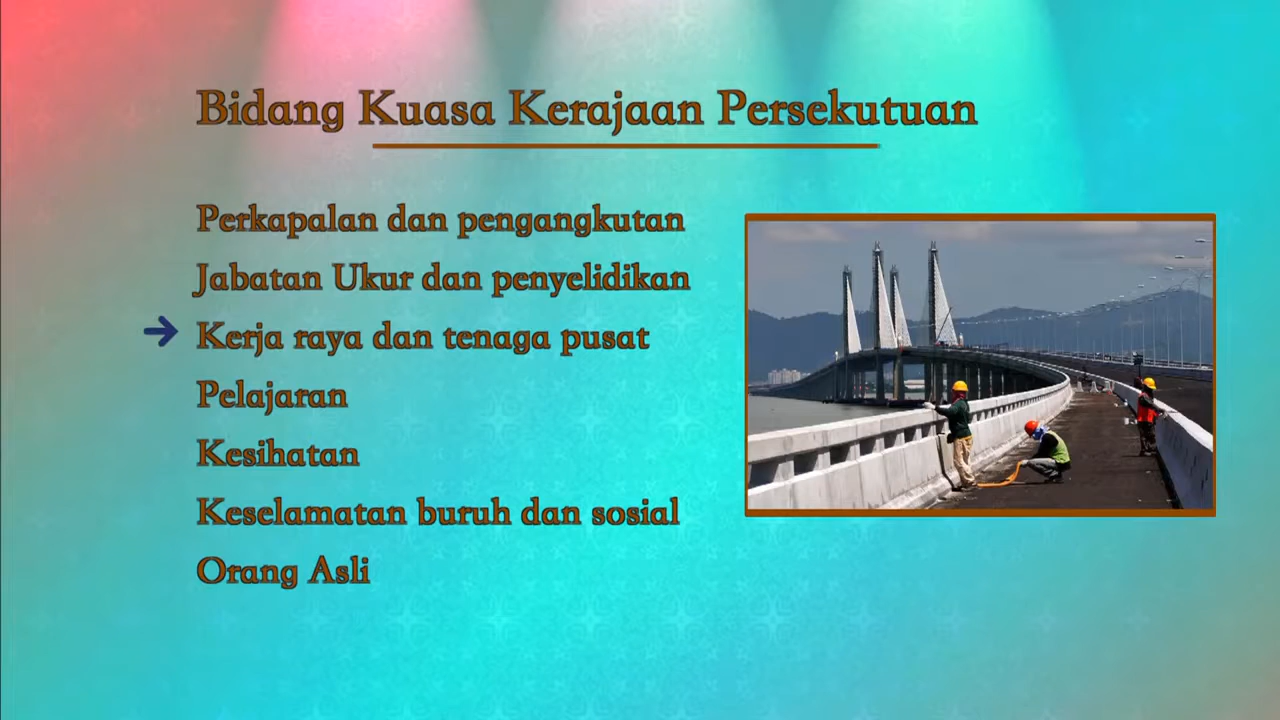 Bidang Kuasa Kerajaan Persekutuan
Perkapalan dan pengangkutan
Jabatan Ukur dan penyelidikan
Kerja raya dan tenaga pusat
Pelajaran
Kesihatan
Keselamatan buruh dan sosial
Orang Asli